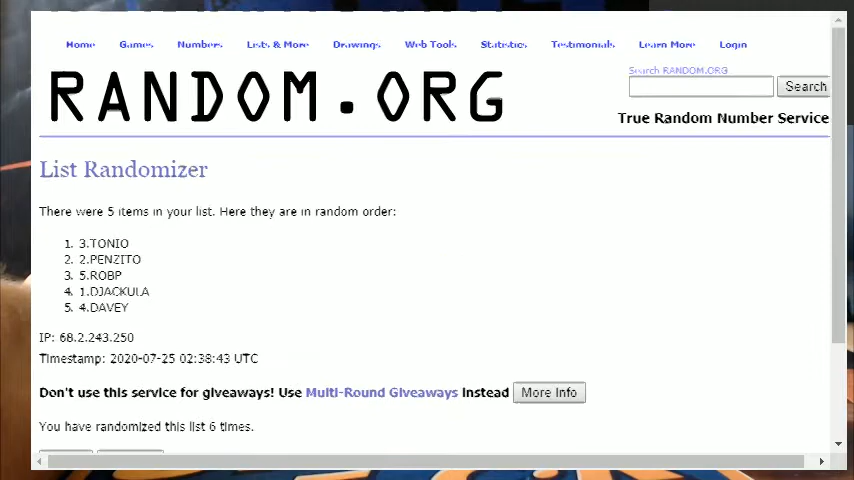 Home Games Numbers Lists & More Drawings Web Tools Statistics Testimonials Learn More Login
RANDOM.ORG
Search RANDOM.ORG
Search
True Random Number Service
List Randomizer
There were 5 items in your list. Here they are in random order:
1. 3.TONIO
2. 2.PENZITO
3. 5.ROBP
4. 1.DJACKULA
5. 4.DAVEY
IP: 68.2.243.250
Timestamp: 2020-07-25 02:38:43 UTC
Don't use this service for giveaways! Use Multi-Round Giveaways instead More Info
You have randomized this list 6 times.